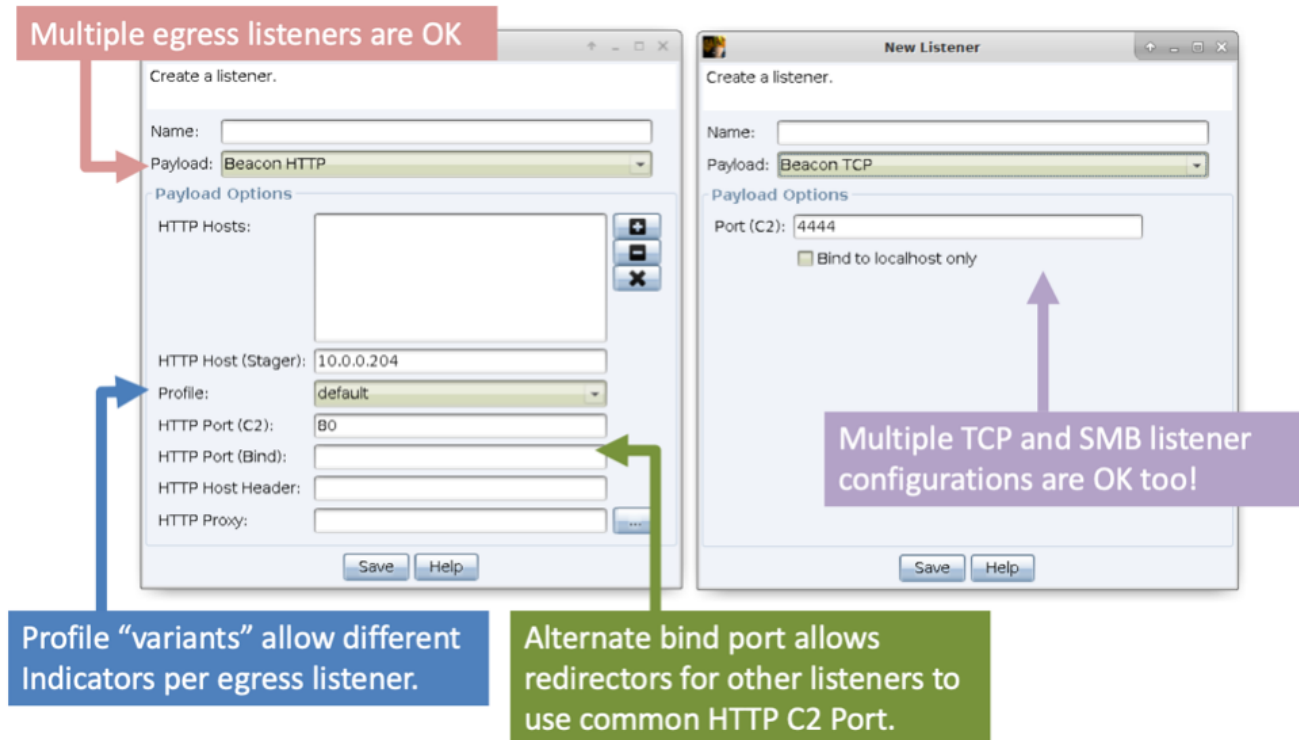 Multiple egress listeners are OK
Create a listener.
Name:
Payload: Beacon HTTP
Payload Options
HTTP Hosts:
HTTP Host (Stager): 10.0.0.204
Profile: default
HTTP Port (C2): 80
HTTP Port (Bind):
HTTP Host Header:
HTTP Proxy:
...
Save Help
New Listener
Create a listener.
Name:
Payload: Beacon TCP
Payload Options
Port (C2): 4444
Bind to localhost only
Save Help
Multiple TCP and SMB listener
configurations are OK too!
Profile “variants” allow different
Indicators per egress listener.
Alternate bind port allows
redirectors for other listeners to
use common HTTP C2 Port.